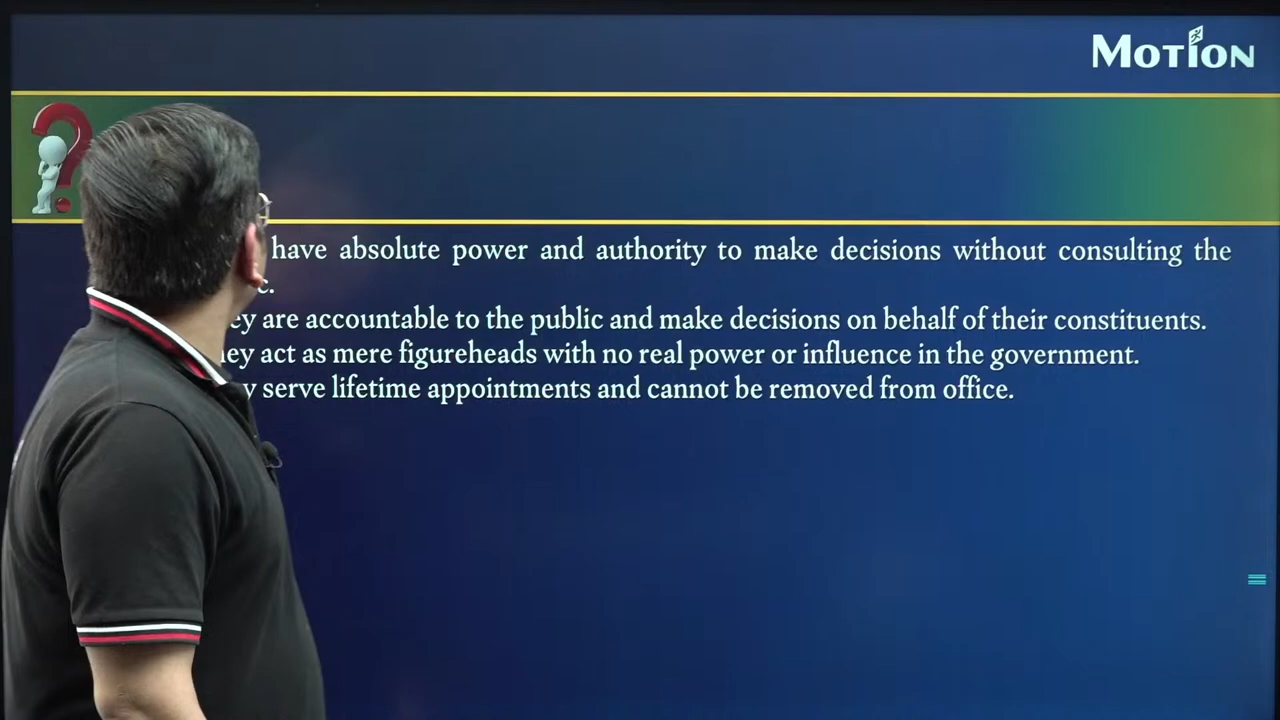 MOTION
have absolute power and authority to make decisions without consulting the
are accountable to the public and make decisions on behalf of their constituents.
act as mere figureheads with no real power or influence in the government.
serve lifetime appointments and cannot be removed from office.